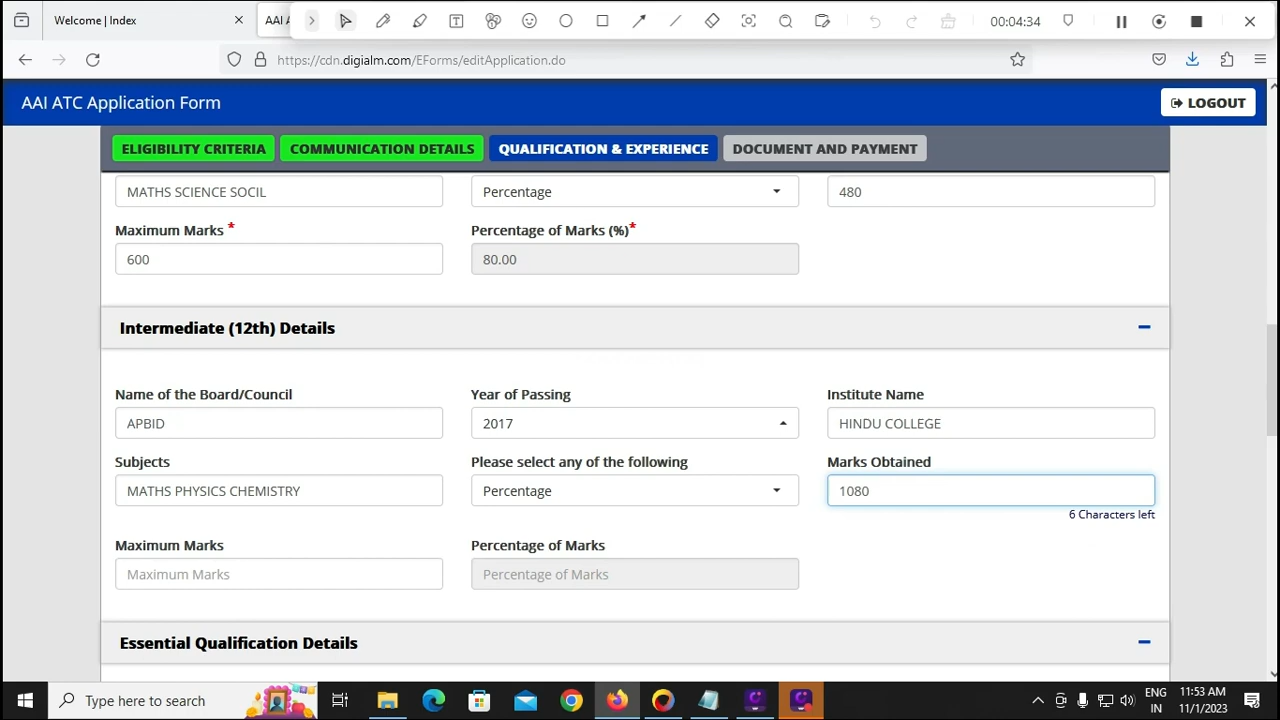 Welcome | Index
AAI A
00:04:34
https://cdn.digialm.com/EForms/editApplication.do
AAI ATC Application Form
LOGOUT
ELIGIBILITY CRITERIA
COMMUNICATION DETAILS
QUALIFICATION & EXPERIENCE
DOCUMENT AND PAYMENT
MATHS SCIENCE SOCIL
Percentage
480
Maximum Marks *
Percentage of Marks (%)*
600
80.00
Intermediate (12th) Details
Name of the Board/Council
Year of Passing
Institute Name
APBID
2017
HINDU COLLEGE
Subjects
Please select any of the following
Marks Obtained
MATHS PHYSICS CHEMISTRY
Percentage
1080
6 Characters left
Maximum Marks
Percentage of Marks
Maximum Marks
Percentage of Marks
Essential Qualification Details
Type here to search
ENG
IN
11:53 AM
11/1/2023